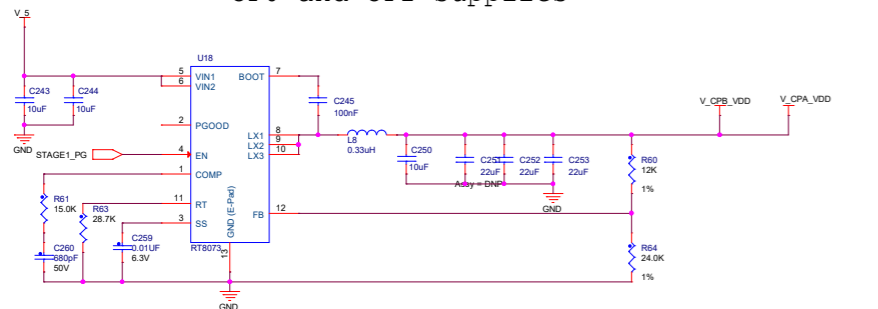 V_5
U18
C243
10uF
C244
10uF
5
6
VIN1
VIN2
BOOT
7
C245
100nF
2
PGOOD
STAGE1_PG
4
EN
LX1
LX2
LX3
8
9
10
L8
0.33uH
V_CPB_VDD
V_CPA_VDD
C250
10uF
C251
22uF
C252
22uF
C253
22uF
Assy = DNP
R60
12K
1%
GND
GND
1
COMP
11
RT
3
SS
GND (E-Pad)
FB
12
R61
15.0K
R63
28.7K
C260
680pF
50V
C259
0.01UF
6.3V
RT8073
13
R64
24.0K
1%
GND